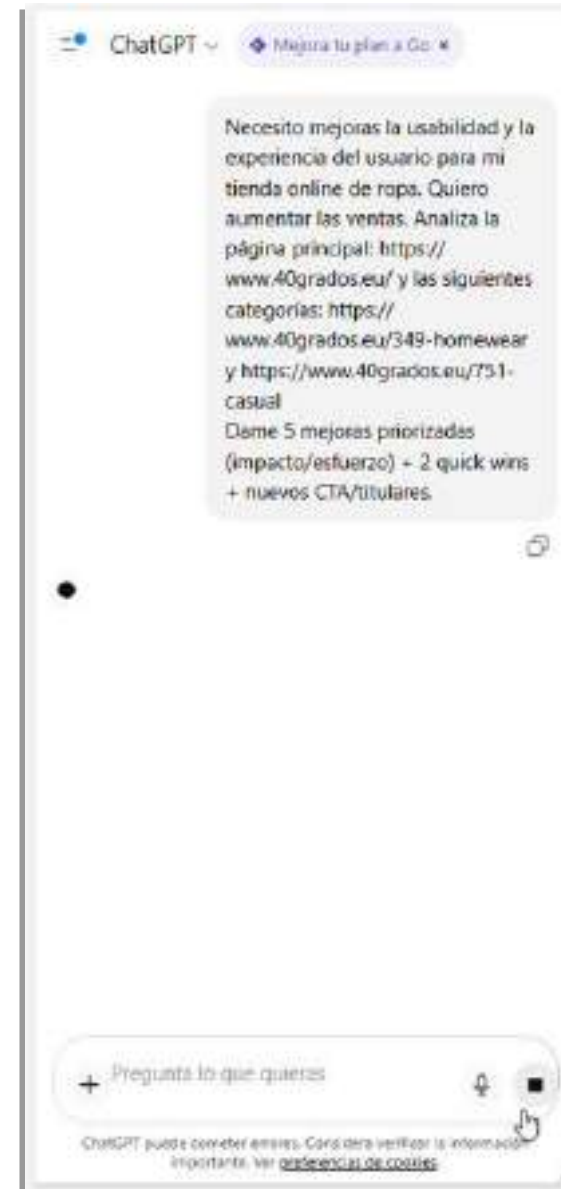 ChatGPT
Mejora tu plan a Go ×
Necesito mejoras la usabilidad y la
experiencia del usuario para mi
tienda online de ropa. Quiero
aumentar las ventas. Analiza la
página principal: https://
www.40grados.eu/ y las siguientes
categorías: https://
www.40grados.eu/349-homewear
y https://www.40grados.eu/751-
casual
Dame 5 mejoras priorizadas
(impacto/esfuerzo) + 2 quick wins
+ nuevos CTA/titulares.
Pregunta lo que quieras
ChatGPT puede cometer errores. Considera verificar la información
importante. Ver preferencias de cookies.